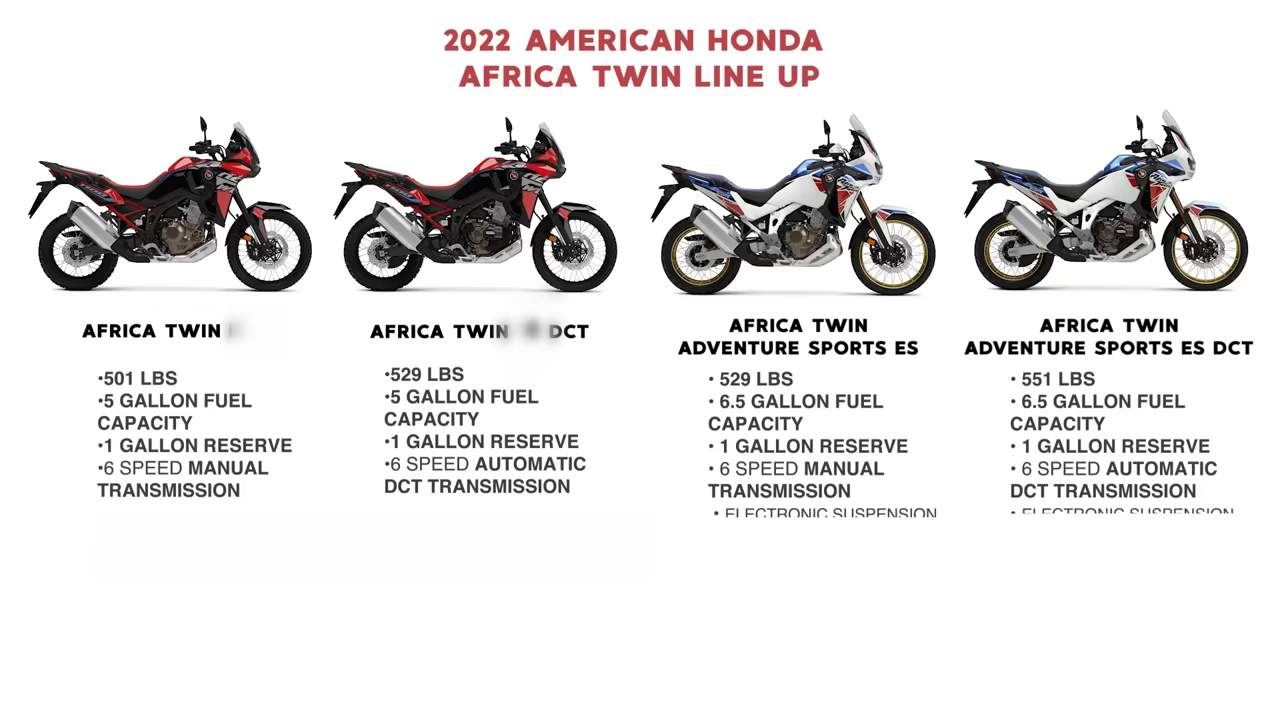 2022 AMERICAN HONDA
AFRICA TWIN LINE UP
AFRICA TWIN
•501 LBS
•5 GALLON FUEL
CAPACITY
•1 GALLON RESERVE
•6 SPEED MANUAL
TRANSMISSION
AFRICA TWIN DCT
•529 LBS
•5 GALLON FUEL
CAPACITY
•1 GALLON RESERVE
•6 SPEED AUTOMATIC
DCT TRANSMISSION
AFRICA TWIN
ADVENTURE SPORTS ES
• 529 LBS
• 6.5 GALLON FUEL
CAPACITY
• 1 GALLON RESERVE
• 6 SPEED MANUAL
TRANSMISSION
• ELECTRONIC SUSPENSION
AFRICA TWIN
ADVENTURE SPORTS ES DCT
• 551 LBS
• 6.5 GALLON FUEL
CAPACITY
• 1 GALLON RESERVE
• 6 SPEED AUTOMATIC
DCT TRANSMISSION
• ELECTRONIC SUSPENSION